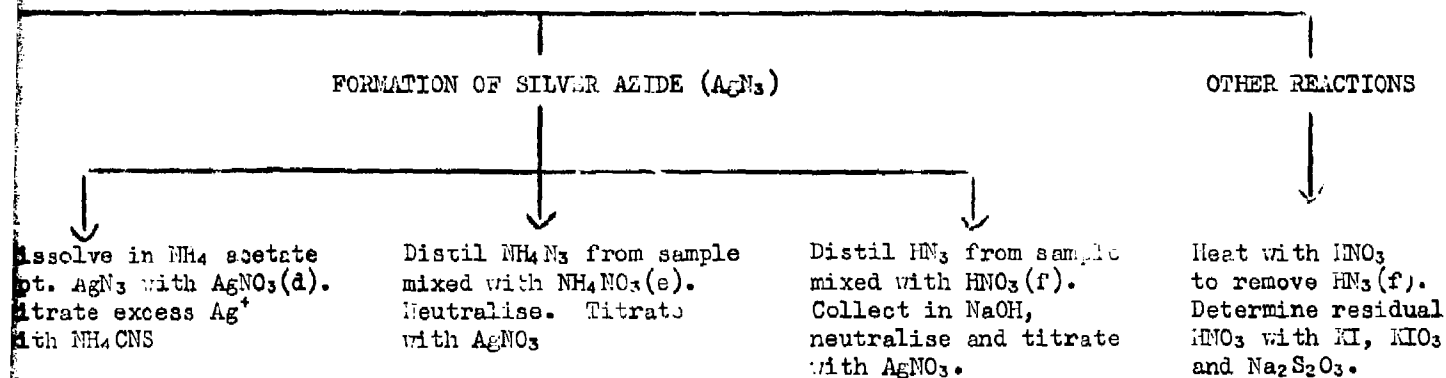 FORMATION OF SILVER AZIDE (AgN₃)
OTHER REACTIONS
issolve in NH₄ acetate
pt. AgN₃ with AgNO₃(d).
itrate excess Ag⁺
ith NH₄CNS
Distil NH₄N₃ from sample
mixed with NH₄NO₃(e).
Neutralise. Titrate
with AgNO₃
Distil HN₃ from sample
mixed with HNO₃(f).
Collect in NaOH,
neutralise and titrate
with AgNO₃.
Heat with HNO₃
to remove HN₃(f).
Determine residual
HNO₃ with KI, KIO₃
and Na₂S₂O₃.